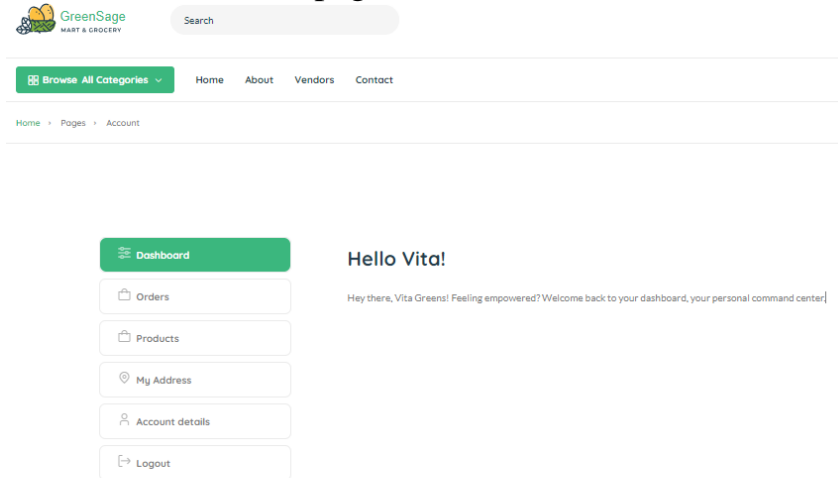 GreenSage
MART & GROCERY
Search
Browse All Categories
Home About Vendors Contact
Home › Pages › Account
Dashboard
Hello Vita!
Orders
Hey there, Vita Greens! Feeling empowered? Welcome back to your dashboard, your personal command center.
Products
My Address
Account details
Logout